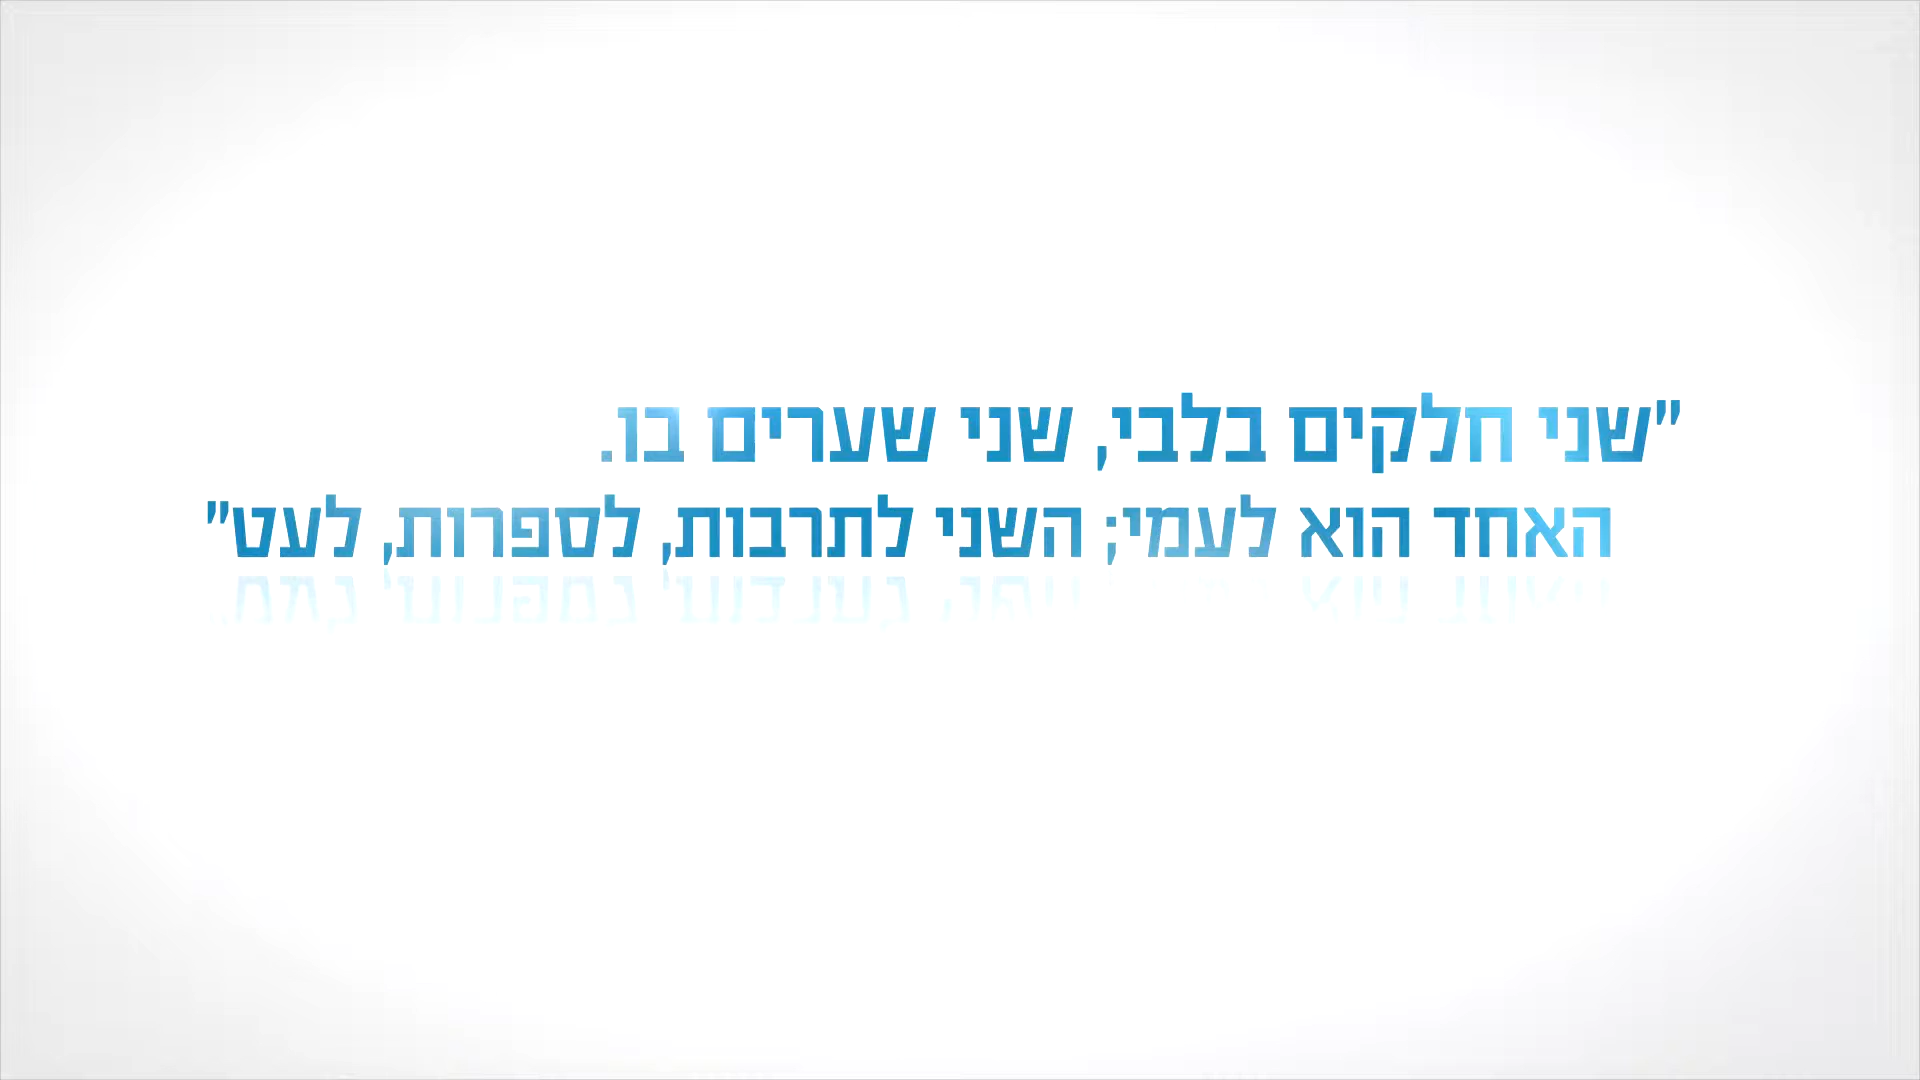 "שני חלקים בלבי, שני שערים בו.
האחד הוא לעמי; השני לתרבות, לספרות, לעט"